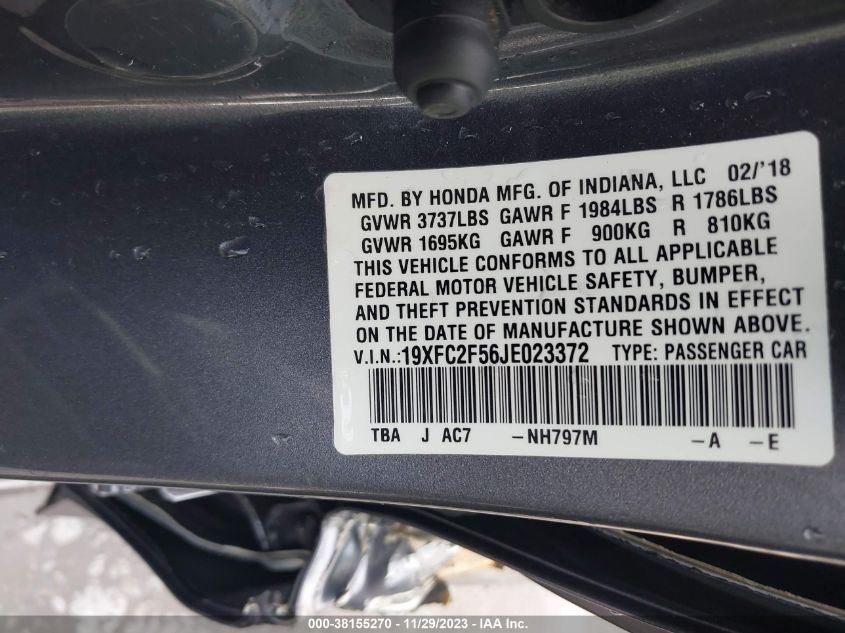 MFD. BY HONDA MFG. OF INDIANA, LLC 02/'18
GVWR 3737LBS GAWR F 1984LBS R 1786LBS
GVWR 1695KG GAWR F 900KG R 810KG
THIS VEHICLE CONFORMS TO ALL APPLICABLE
FEDERAL MOTOR VEHICLE SAFETY, BUMPER,
AND THEFT PREVENTION STANDARDS IN EFFECT
ON THE DATE OF MANUFACTURE SHOWN ABOVE.
V.I.N.:19XFC2F56JE023372 TYPE: PASSENGER CAR
TBA J AC7 -NH797M -A -E
000-38155270 - 11/29/2023 - IAA Inc.